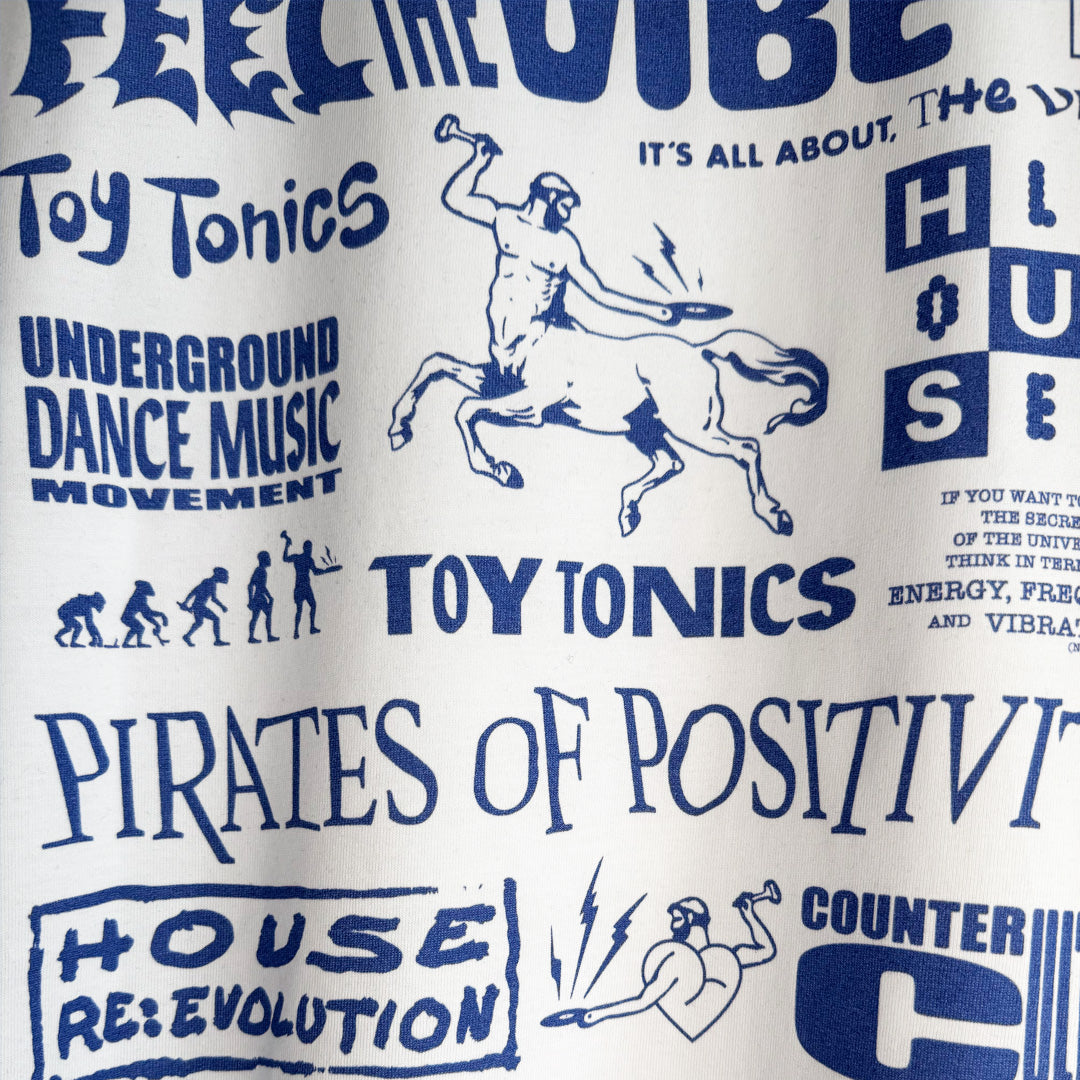 FEEL THE VIBE
IT'S ALL ABOUT, THE
Toy Tonics
HOUSE
UNDERGROUND
DANCE MUSIC
MOVEMENT
IF YOU WANT TO
THE
OF THE
THINK IN
ENERGY,
AND
TOY TONICS
PIRATES OF
HOUSE
RE:EVOLUTION
COUNTER